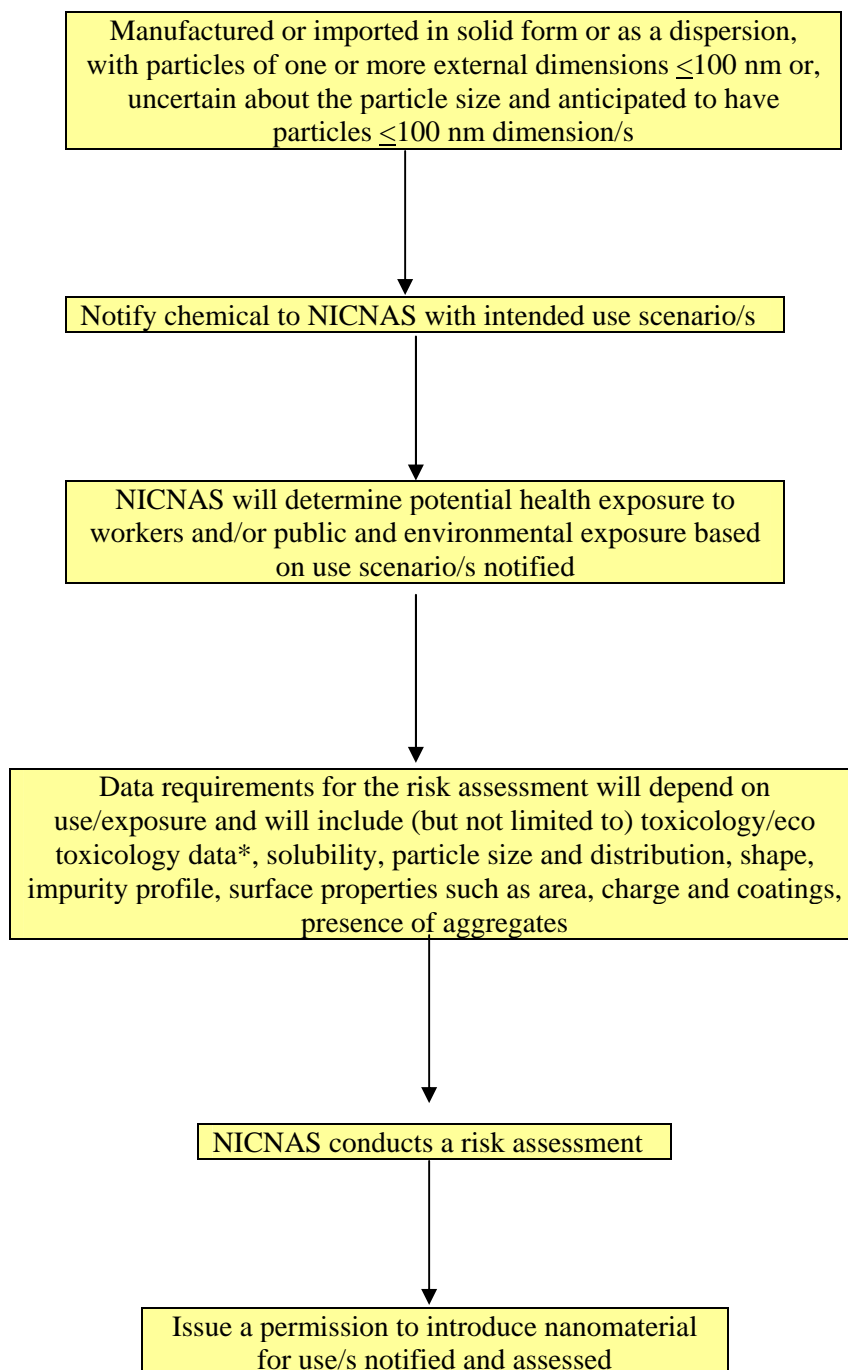 Manufactured or imported in solid form or as a dispersion,
with particles of one or more external dimensions ≤100 nm or,
uncertain about the particle size and anticipated to have
particles ≤100 nm dimension/s
Notify chemical to NICNAS with intended use scenario/s
NICNAS will determine potential health exposure to
workers and/or public and environmental exposure based
on use scenario/s notified
Data requirements for the risk assessment will depend on
use/exposure and will include (but not limited to) toxicology/eco
toxicology data*, solubility, particle size and distribution, shape,
impurity profile, surface properties such as area, charge and coatings,
presence of aggregates
NICNAS conducts a risk assessment
Issue a permission to introduce nanomaterial
for use/s notified and assessed